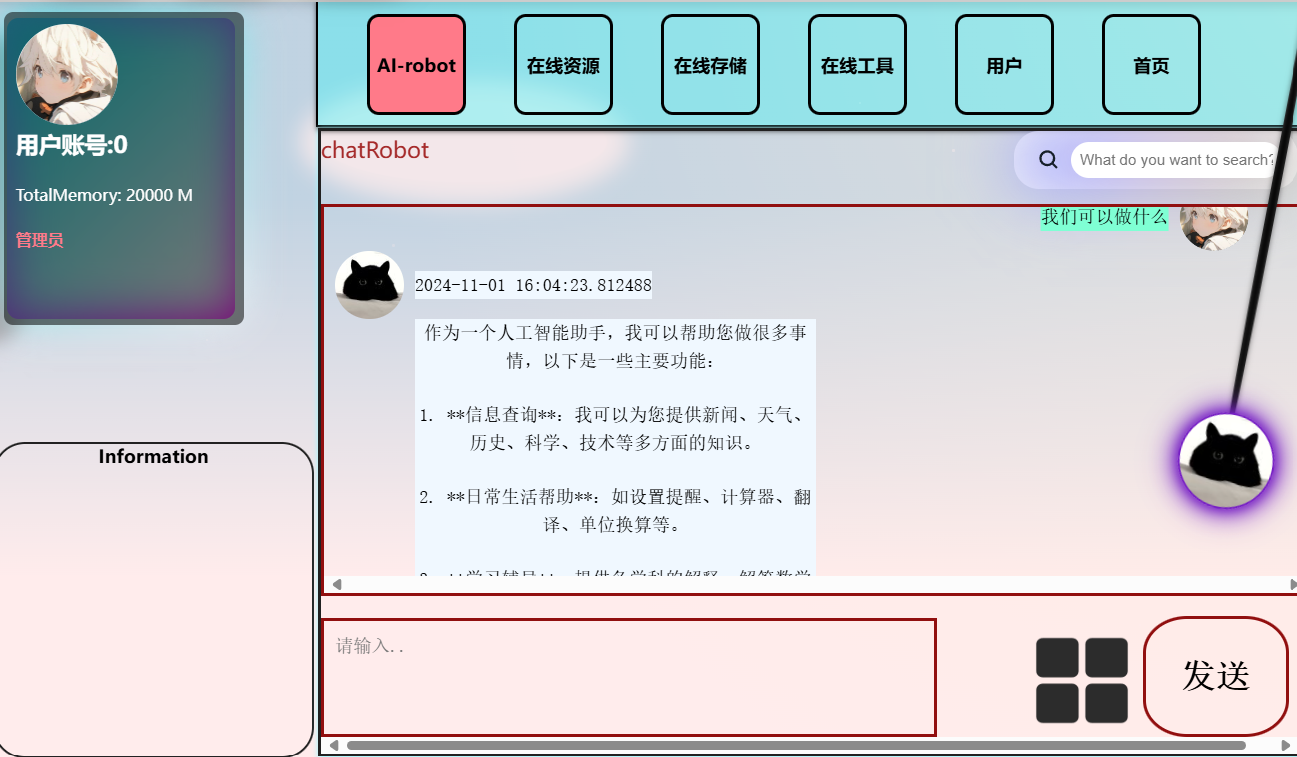 AI-robot
在线资源
在线存储
在线工具
用户
首页
用户账号:0
TotalMemory: 20000 M
管理员
Information
chatRobot
What do you want to search?
我们可以做什么
2024-11-01 16:04:23.812488
作为一个人工智能助手，我可以帮助您做很多事
情，以下是一些主要功能：
1. **信息查询**：我可以为您提供新闻、天气、
历史、科学、技术等多方面的知识。
2. **日常生活帮助**：如设置提醒、计算器、翻
译、单位换算等。
请输入..
发送